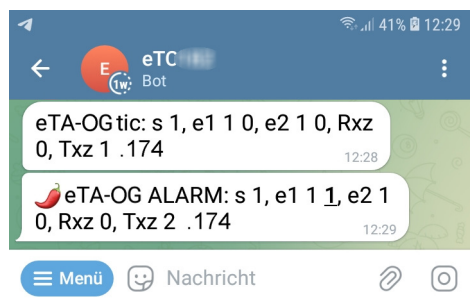 41% 12:29
E
1w
eTC
Bot
eTA-OG tic: s 1, e1 1 0, e2 1 0, Rxz
0, Txz 1 .174
12:28
🌶️eTA-OG ALARM: s 1, e1 1 1, e2 1
0, Rxz 0, Txz 2 .174
12:29
Menü Nachricht